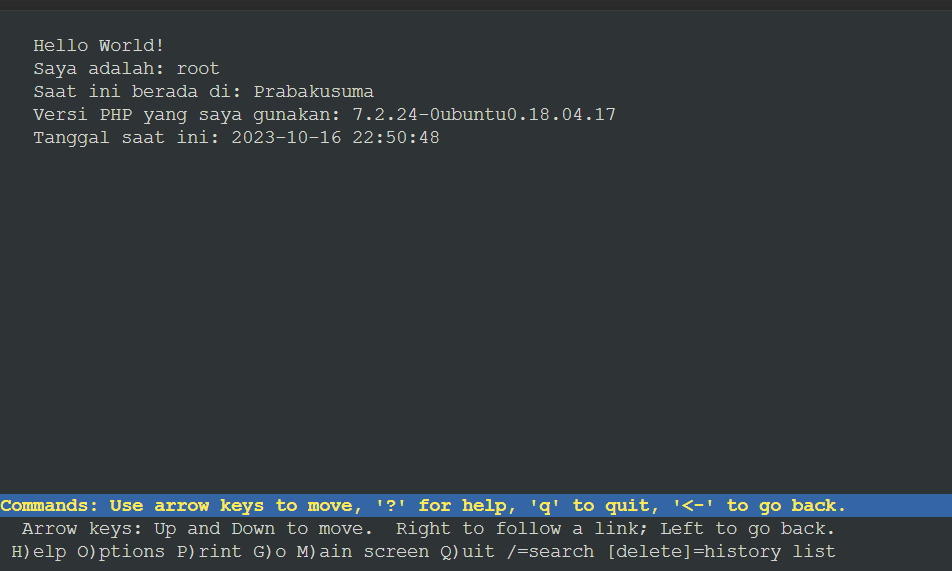 Hello World!
Saya adalah: root
Saat ini berada di: Prabakusuma
Versi PHP yang saya gunakan: 7.2.24-0ubuntu0.18.04.17
Tanggal saat ini: 2023-10-16 22:50:48
Commands: Use arrow keys to move, '?' for help, 'q' to quit, '<-' to go back.
Arrow keys: Up and Down to move.  Right to follow a link; Left to go back.
H)elp O)ptions P)rint G)o M)ain screen Q)uit /=search [delete]=history list